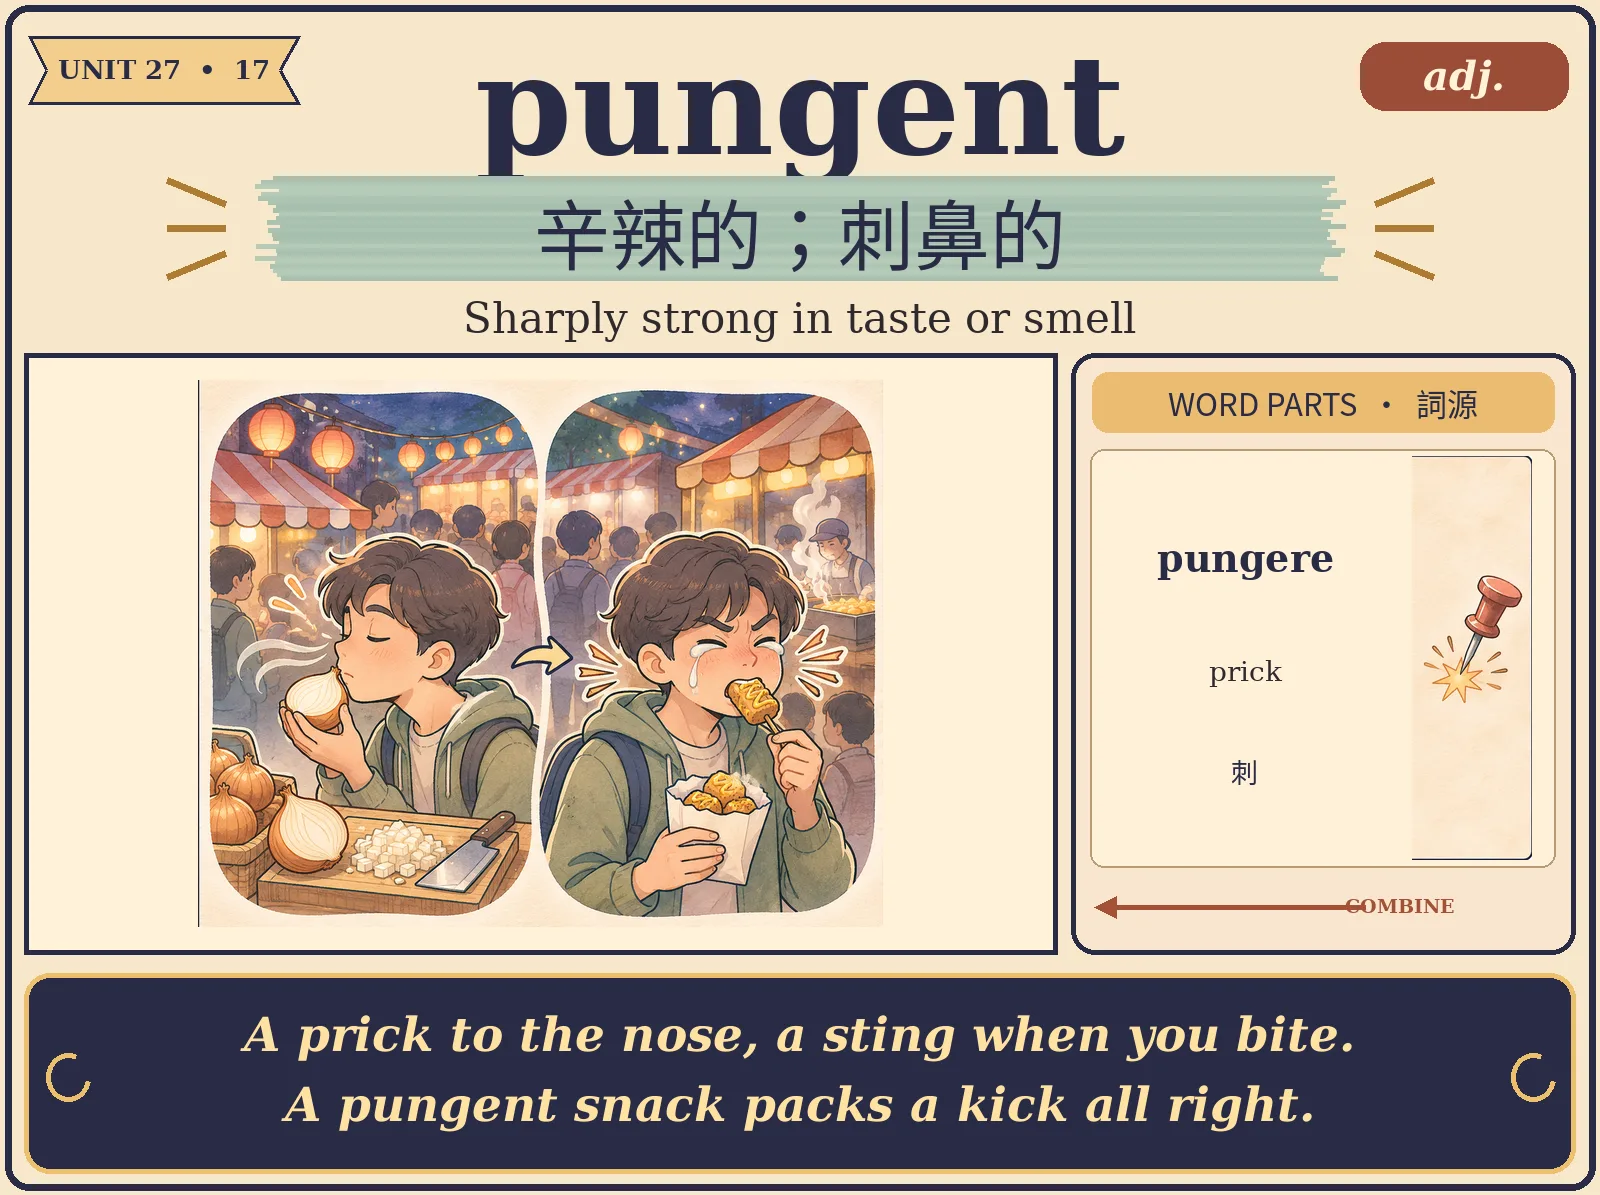 UNIT 27 • 17
pungent
adj.
辛辣的；刺鼻的
Sharply strong in taste or smell
WORD PARTS • 詞源
pungere
prick
刺
COMBINE
A prick to the nose, a sting when you bite.
A pungent snack packs a kick all right.